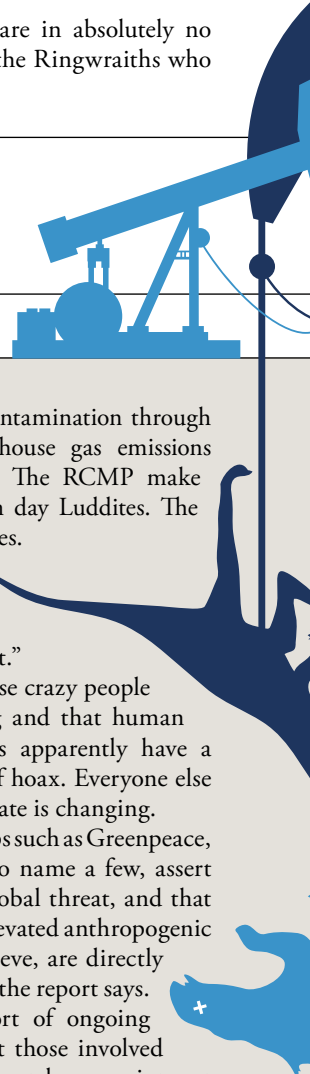 are in absolutely no
the Ringwraiths who
ntamination through
house gas emissions
The RCMP make
day Luddites. The
es.
t.”
se crazy people
and that human
s apparently have a
f hoax. Everyone else
ate is changing.
ps such as Greenpeace,
o name a few, assert
obal threat, and that
evated anthropogenic
eve, are directly
the report says.
rt of ongoing
t those involved